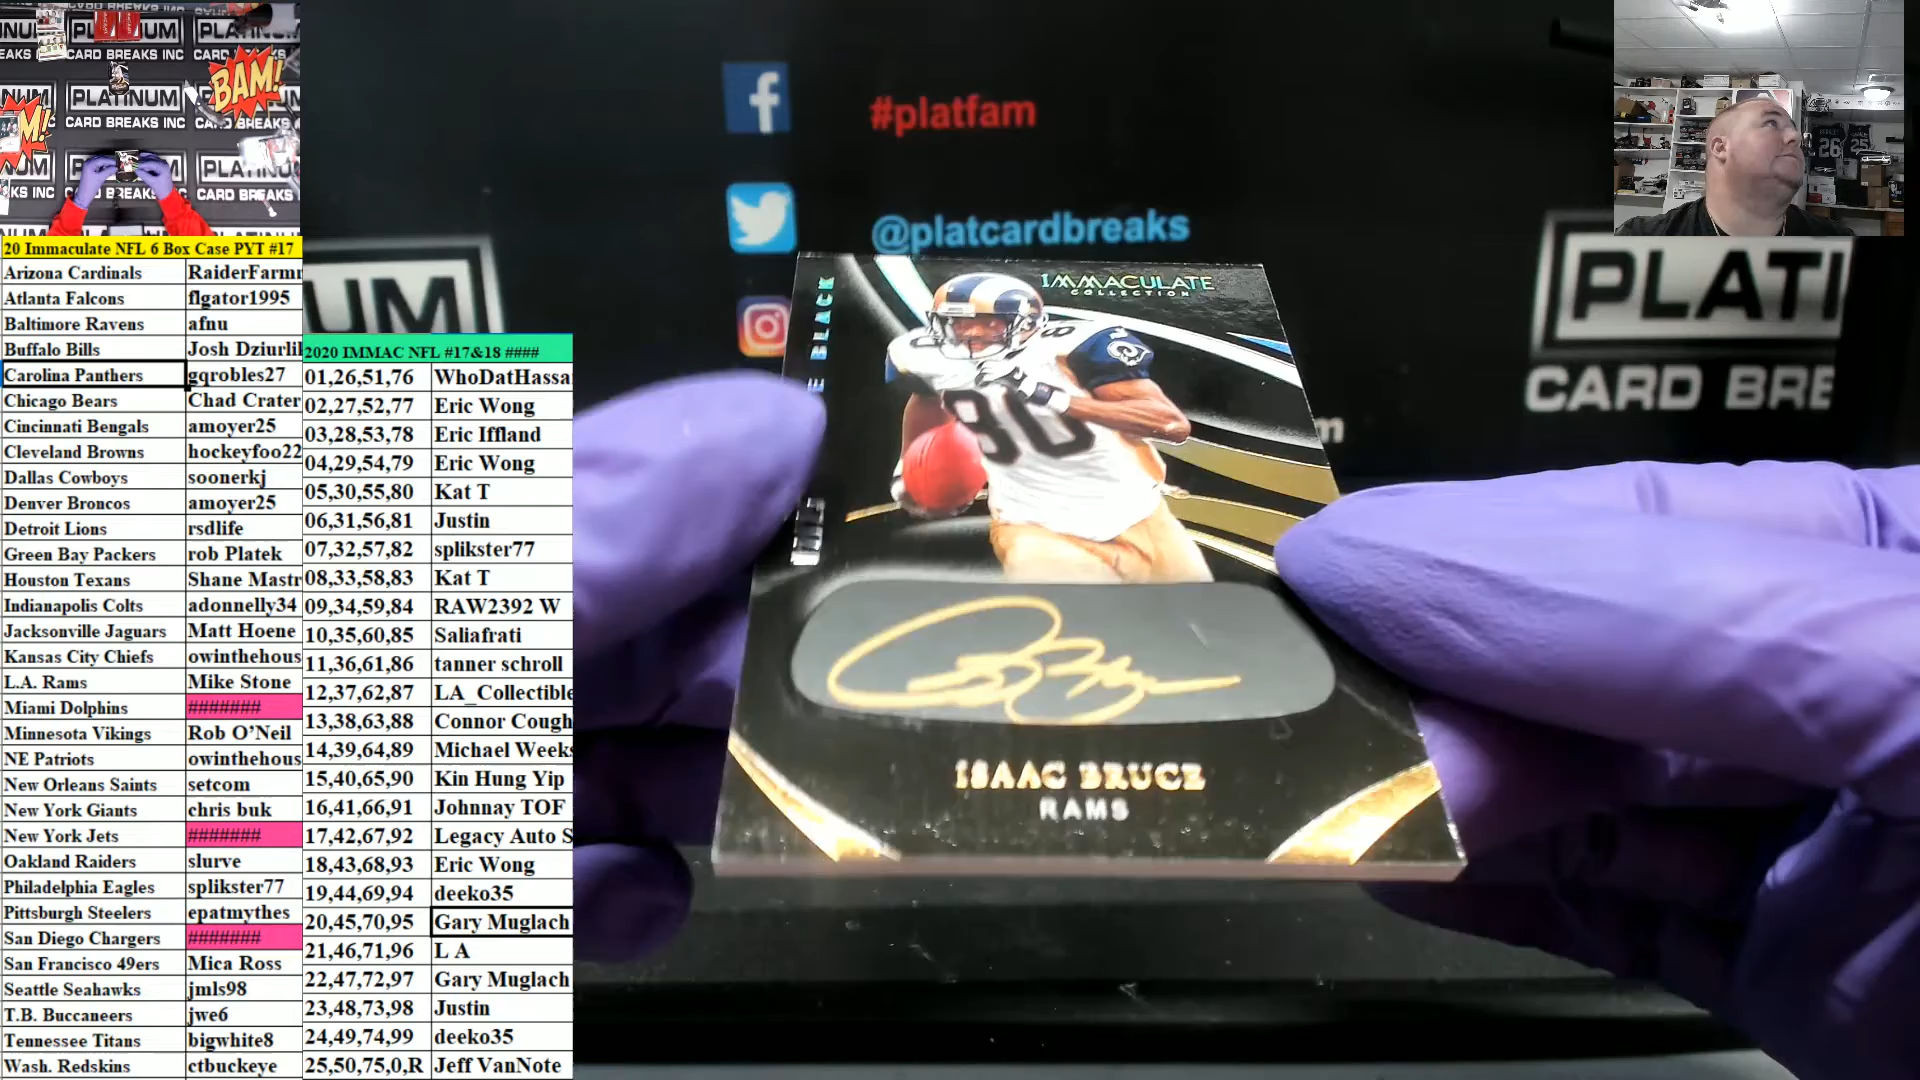 20 Immaculate NFL 6 Box Case PYT #17
Arizona Cardinals RaiderFarmr
Atlanta Falcons flgator1995
Baltimore Ravens afnu
Buffalo Bills Josh Dziurlik
Carolina Panthers gqrobles27
Chicago Bears Chad Crater
Cincinnati Bengals amoyer25
Cleveland Browns hockeyfoo22
Dallas Cowboys soonerkj
Denver Broncos amoyer25
Detroit Lions rsdlife
Green Bay Packers rob Platek
Houston Texans Shane Mastr
Indianapolis Colts adonnelly34
Jacksonville Jaguars Matt Hoene
Kansas City Chiefs owinthehous
L.A. Rams Mike Stone
Miami Dolphins #######
Minnesota Vikings Rob O'Neil
NE Patriots owinthehous
New Orleans Saints setcom
New York Giants chris buk
New York Jets #######
Oakland Raiders slurve
Philadelphia Eagles splikster77
Pittsburgh Steelers epatmythes
San Diego Chargers #######
San Francisco 49ers Mica Ross
Seattle Seahawks jmls98
T.B. Buccaneers jwe6
Tennessee Titans bigwhite8
Wash. Redskins ctbuckeye
2020 IMMAC NFL #17&18 ####
01,26,51,76 WhoDatHassa
02,27,52,77 Eric Wong
03,28,53,78 Eric Iffland
04,29,54,79 Eric Wong
05,30,55,80 Kat T
06,31,56,81 Justin
07,32,57,82 splikster77
08,33,58,83 Kat T
09,34,59,84 RAW2392 W
10,35,60,85 Saliafrati
11,36,61,86 tanner schroll
12,37,62,87 LA_Collectible
13,38,63,88 Connor Cough
14,39,64,89 Michael Weeks
15,40,65,90 Kin Hung Yip
16,41,66,91 Johnnay TOF
17,42,67,92 Legacy Auto S
18,43,68,93 Eric Wong
19,44,69,94 deeko35
20,45,70,95 Gary Muglach
21,46,71,96 L A
22,47,72,97 Gary Muglach
23,48,73,98 Justin
24,49,74,99 deeko35
25,50,75,0,R Jeff VanNote
PLATINUM
CARD BREAKS INC
BAM!
#platfam
@platcardbreaks
UM
PLATI
CARD BRE
m
IMMACULATE
COLLECTION
E BLACK
80
ISAAC BRUCE
RAMS
26
25